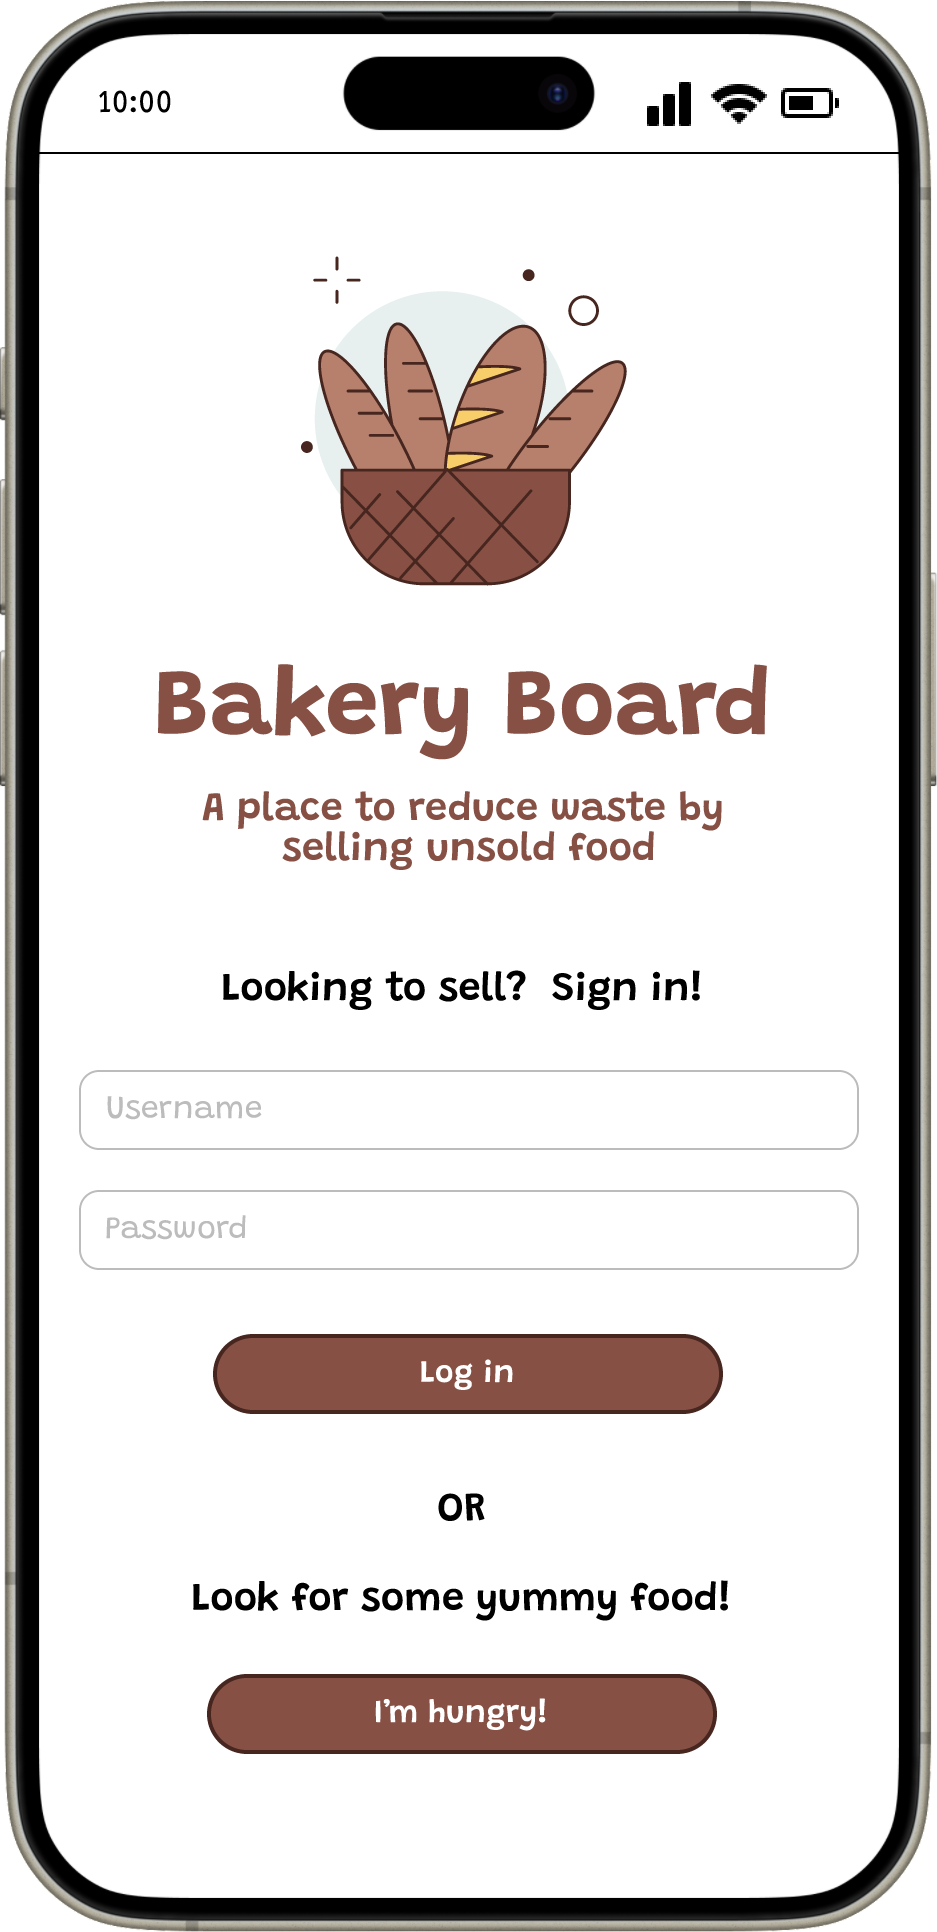 10:00
Bakery Board
A place to reduce waste by
selling unsold food
Looking to sell? Sign in!
Username
Password
Log in
OR
Look for some yummy food!
I'm hungry!